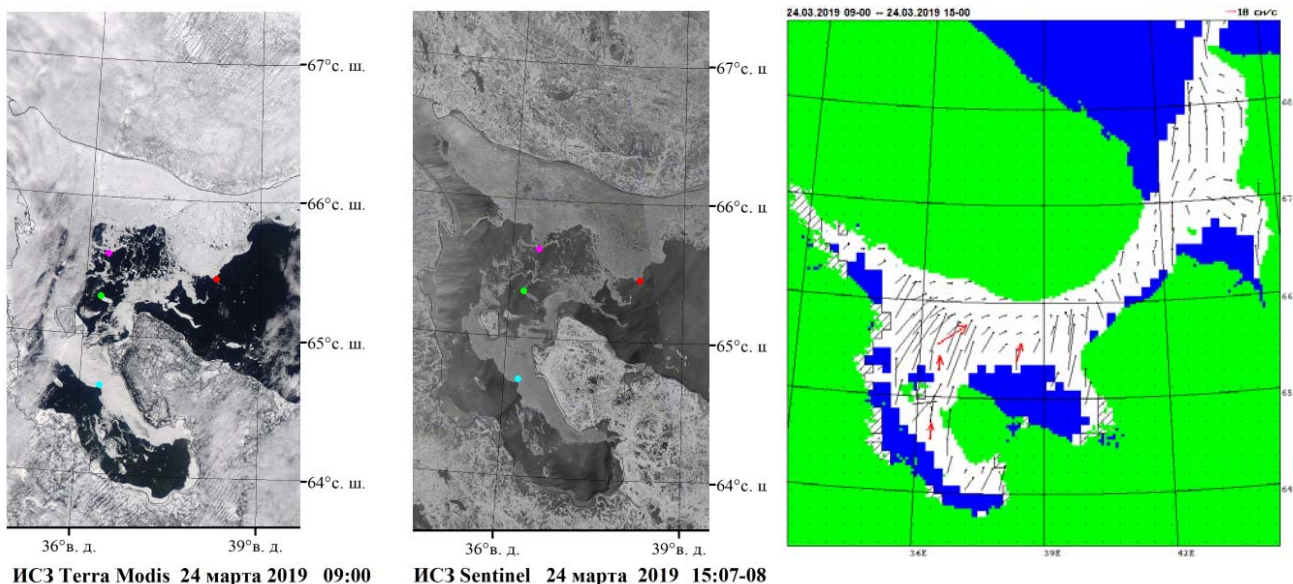 67°с. ш.
66°с. ш.
65°с. ш.
64°с. ш.
36°в. д.
39°в. д.
ИСЗ Terra Modis 24 марта 2019 09:00
67°с. ш
66°с. ш
65°с. ш
64°с. ш
36°в. д.
39°в. д.
ИСЗ Sentinel 24 марта 2019 15:07-08
24.03.2019 09-00 -- 24.03.2019 15-00
10 см/с
68
67
66
65
64
36E
39E
42E